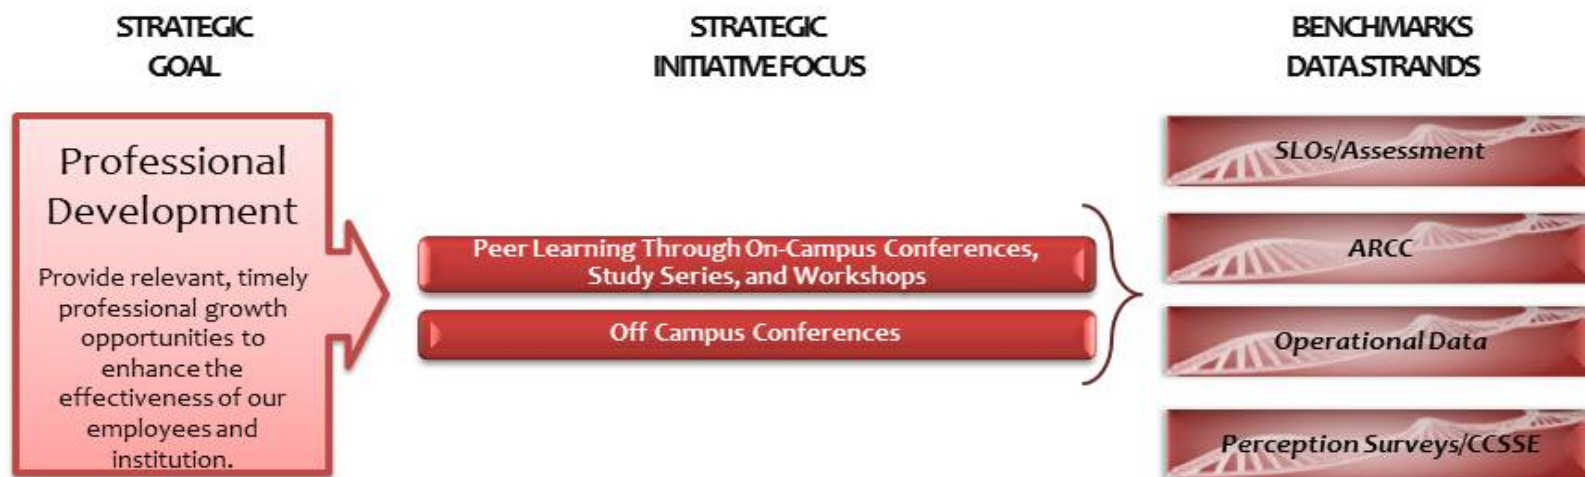 STRATEGIC
GOAL
STRATEGIC
INITIATIVE FOCUS
BENCHMARKS
DATA STRANDS
Professional
Development
Provide relevant, timely
professional growth
opportunities to
enhance the
effectiveness of our
employees and
institution.
Peer Learning Through On-Campus Conferences,
Study Series, and Workshops
Off Campus Conferences
SLOs/Assessment
ARCC
Operational Data
Perception Surveys/CCSSE